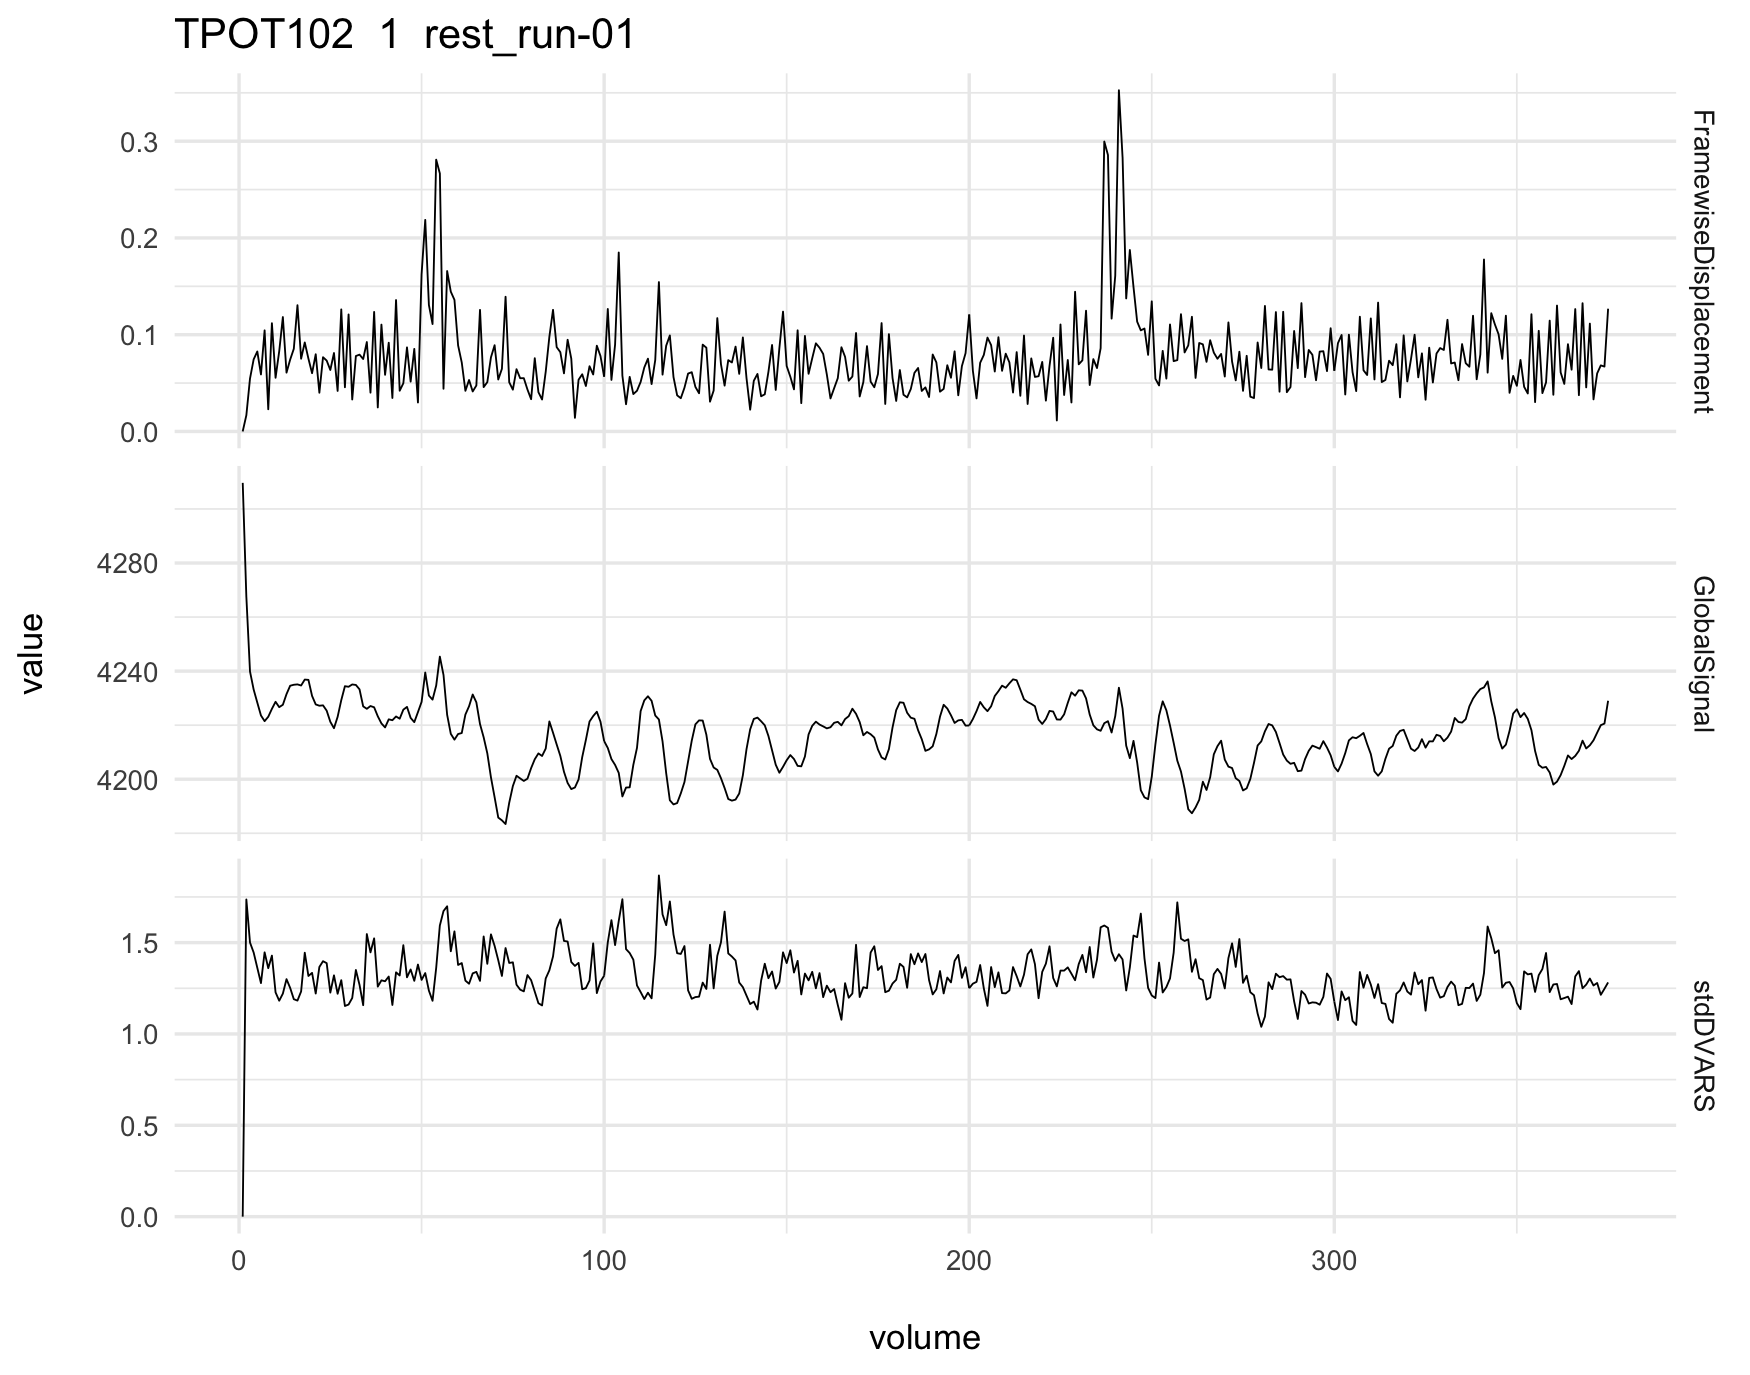 TPOT102 1 rest_run-01
value
0.3
0.2
0.1
0.0
FramewiseDisplacement
4280
4240
4200
GlobalSignal
1.5
1.0
0.5
0.0
stdDVARS
0 100 200 300
volume